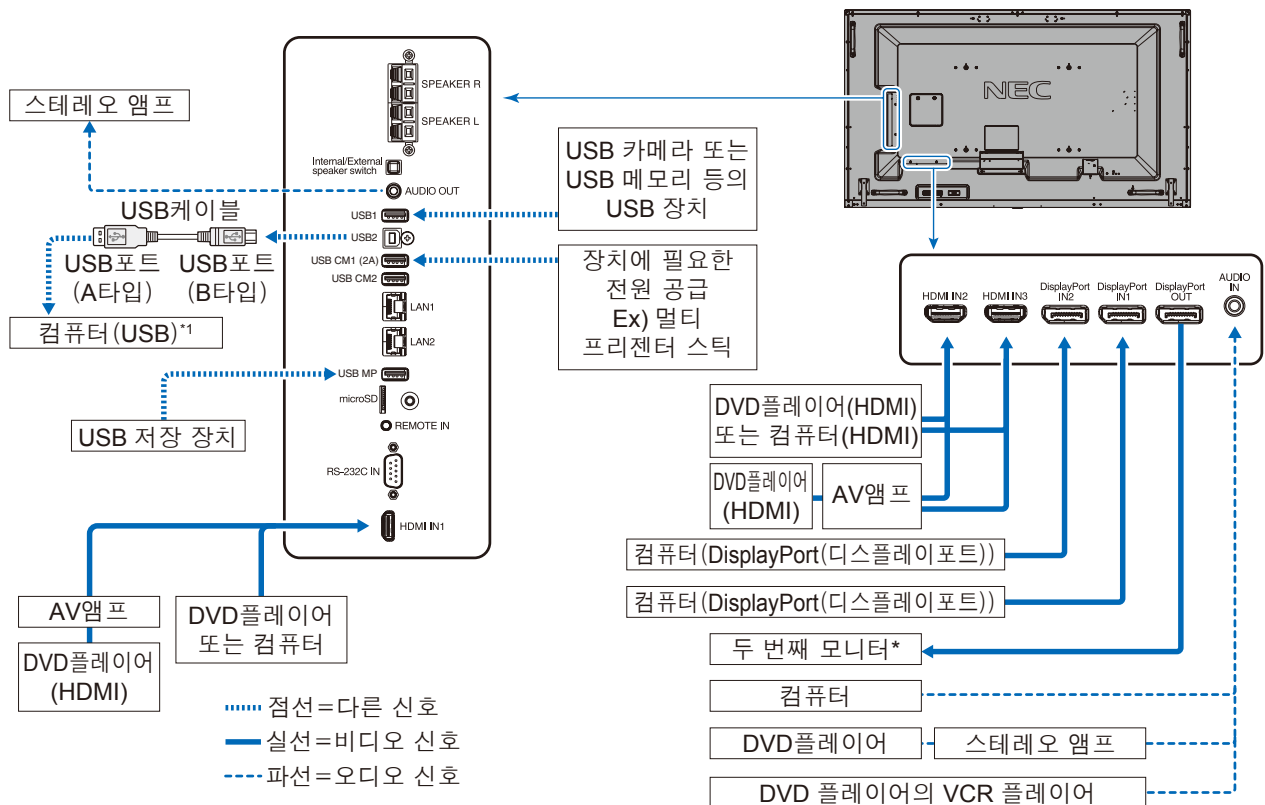 NEC
SPEAKER R
SPEAKER L
Internal/External
speaker switch
AUDIO OUT
USB1
USB2
USB CM1 (2A)
USB CM2
LAN1
LAN2
USB MP
microSD
REMOTE IN
RS-232C IN
HDMI IN1
스테레오 앰프
USB케이블
USB포트
(A타입)
USB포트
(B타입)
컴퓨터(USB)*1
USB 저장 장치
AV앰프
DVD플레이어
(HDMI)
DVD플레이어
또는 컴퓨터
USB 카메라 또는
USB 메모리 등의
USB 장치
장치에 필요한
전원 공급
Ex) 멀티
프리젠터 스틱
HDMI IN2
HDMI IN3
DisplayPort
IN2
DisplayPort
IN1
DisplayPort
OUT
AUDIO
IN
DVD플레이어(HDMI)
또는 컴퓨터(HDMI)
DVD플레이어
(HDMI)
AV앰프
컴퓨터(DisplayPort(디스플레이포트))
컴퓨터(DisplayPort(디스플레이포트))
두 번째 모니터*
컴퓨터
DVD플레이어
스테레오 앰프
DVD 플레이어의 VCR 플레이어
점선=다른 신호
실선=비디오 신호
파선=오디오 신호